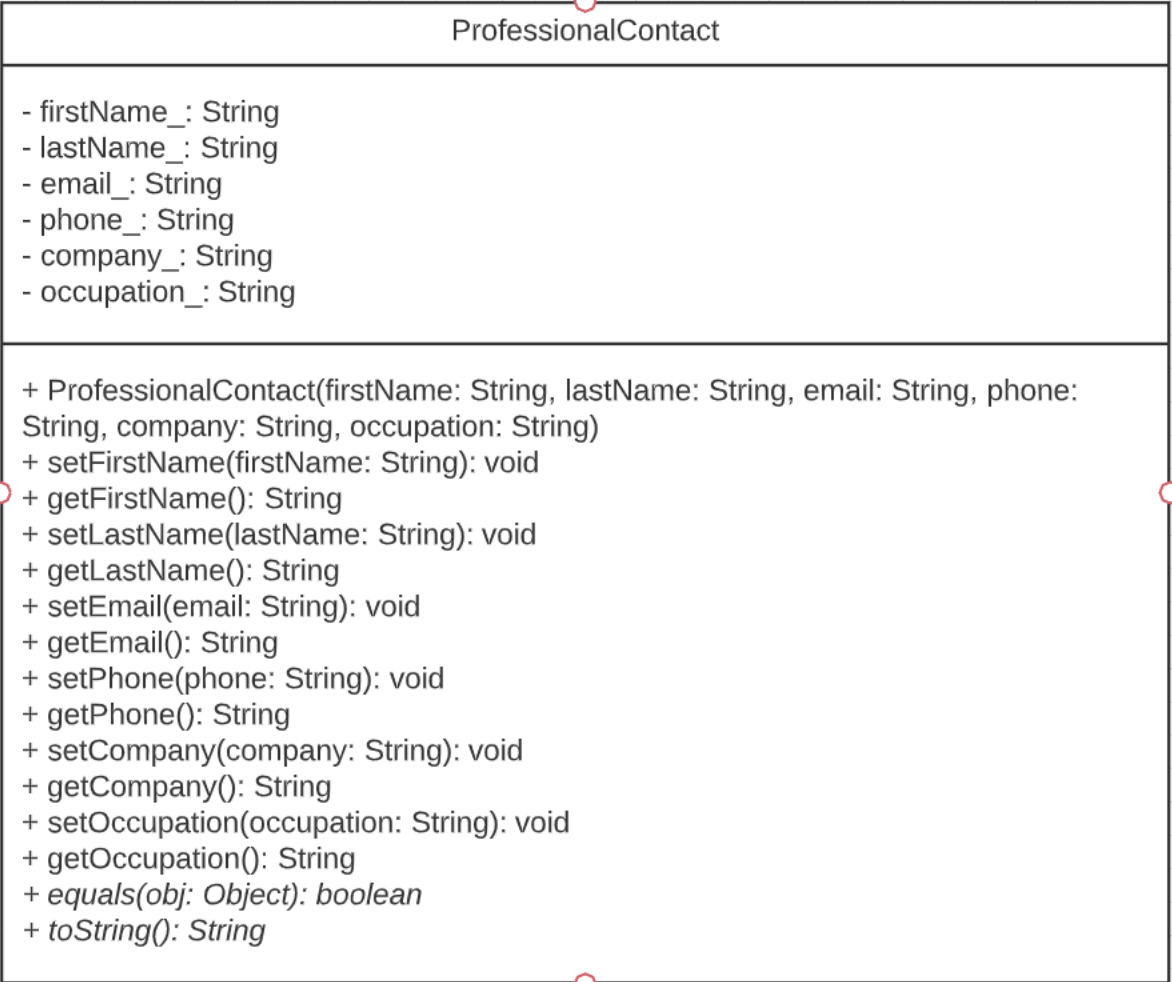 ProfessionalContact
- firstName_: String
- lastName_: String
- email_: String
- phone_: String
- company_: String
- occupation_: String
+ ProfessionalContact(firstName: String, lastName: String, email: String, phone:
String, company: String, occupation: String)
+ setFirstName(firstName: String): void
+ getFirstName(): String
+ setLastName(lastName: String): void
+ getLastName(): String
+ setEmail(email: String): void
+ getEmail(): String
+ setPhone(phone: String): void
+ getPhone(): String
+ setCompany(company: String): void
+ getCompany(): String
+ setOccupation(occupation: String): void
+ getOccupation(): String
+ equals(obj: Object): boolean
+ toString(): String